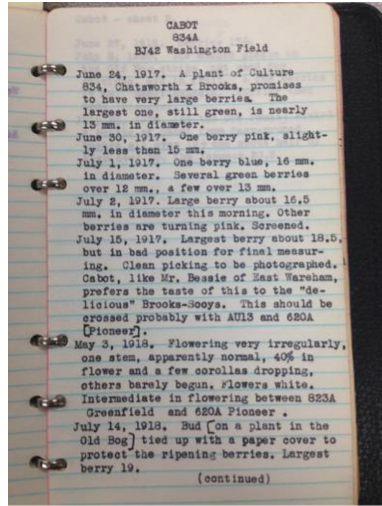 CABOT
834A
BJ42 Washington Field
June 24, 1917. A plant of Culture
834, Chatsworth x Brooks, promises
to have very large berries. The
largest one, still green, is nearly
13 mm. in diameter.
June 30, 1917. One berry pink, slight-
ly less than 15 mm.
July 1, 1917. One berry blue, 16 mm.
in diameter. Several green berries
over 12 mm., a few over 13 mm.
July 2, 1917. Large berry about 16.5
mm. in diameter this morning. Other
berries are turning pink. Screened.
July 15, 1917. Largest berry about 18.5,
but in bad position for final measur-
ing. Clean picking to be photographed.
Cabot, like Mr. Bessie of East Wareham,
prefers the taste of this to the "de-
licious" Brooks-Sooys. This should be
crossed probably with AU13 and 620A
[Pioneer].
May 3, 1918. Flowering very irregularly,
one stem, apparently normal, 40% in
flower and a few corollas dropping,
others barely begun. Flowers white.
Intermediate in flowering between 823A
Greenfield and 620A Pioneer .
July 14, 1918. Bud [on a plant in the
Old Bog] tied up with a paper cover to
protect the ripening berries. Largest
berry 19.
(continued)